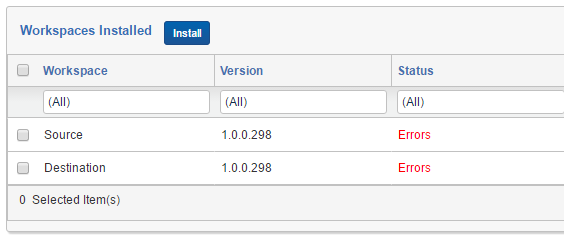 Workspaces Installed Install
Workspace Version Status
(All) (All) (All)
Source 1.0.0.298 Errors
Destination 1.0.0.298 Errors
0 Selected Item(s)